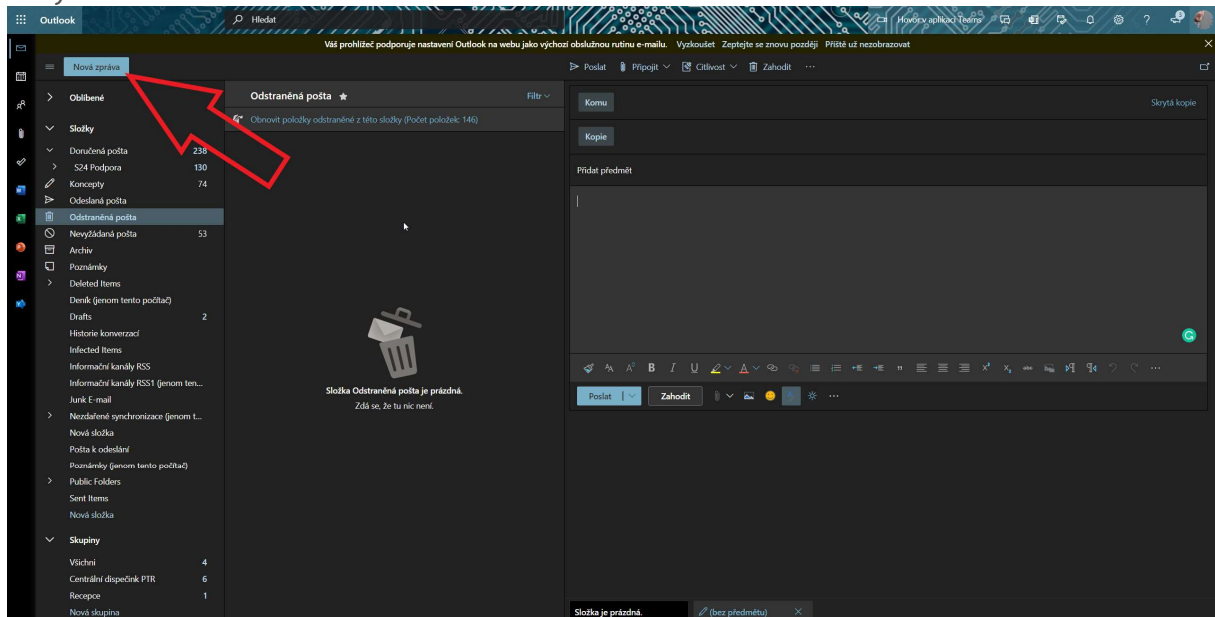 Outlook
Hledat
Hovory aplikací Teams
Váš prohlížeč podporuje nastavení Outlook na webu jako výchozí obslužnou rutinu e-mailu. Vyzkoušet Zeptejte se znovu později Příště už nezobrazovat
Nová zpráva
Poslat Připojit Citlivost Zahodit
Oblíbené
Složky
Doručená pošta 238
S24 Podpora 130
Koncepty 74
Odeslaná pošta
Odstraněná pošta
Nevyžádaná pošta 53
Archiv
Poznámky
Deleted Items
Deník (jenom tento počítač)
Drafts 2
Historie konverzací
Infected Items
Informační kanály RSS
Informační kanály RSS1 (jenom ten...
Junk E-mail
Nezdařené synchronizace (jenom t...
Nová složka
Pošta k odeslání
Poznámky (jenom tento počítač)
Public Folders
Sent Items
Nová složka
Skupiny
Všichni 4
Centrální dispečink PTR 6
Recepce 1
Nová skupina
Odstraněná pošta Filtr
Obnovit položky odstraněné z této složky (Počet položek: 146)
Složka Odstraněná pošta je prázdná.
Zdá se, že tu nic není.
Komu Skrytá kopie
Kopie
Přidat předmět
Poslat Zahodit
Složka je prázdná. (bez předmětu)